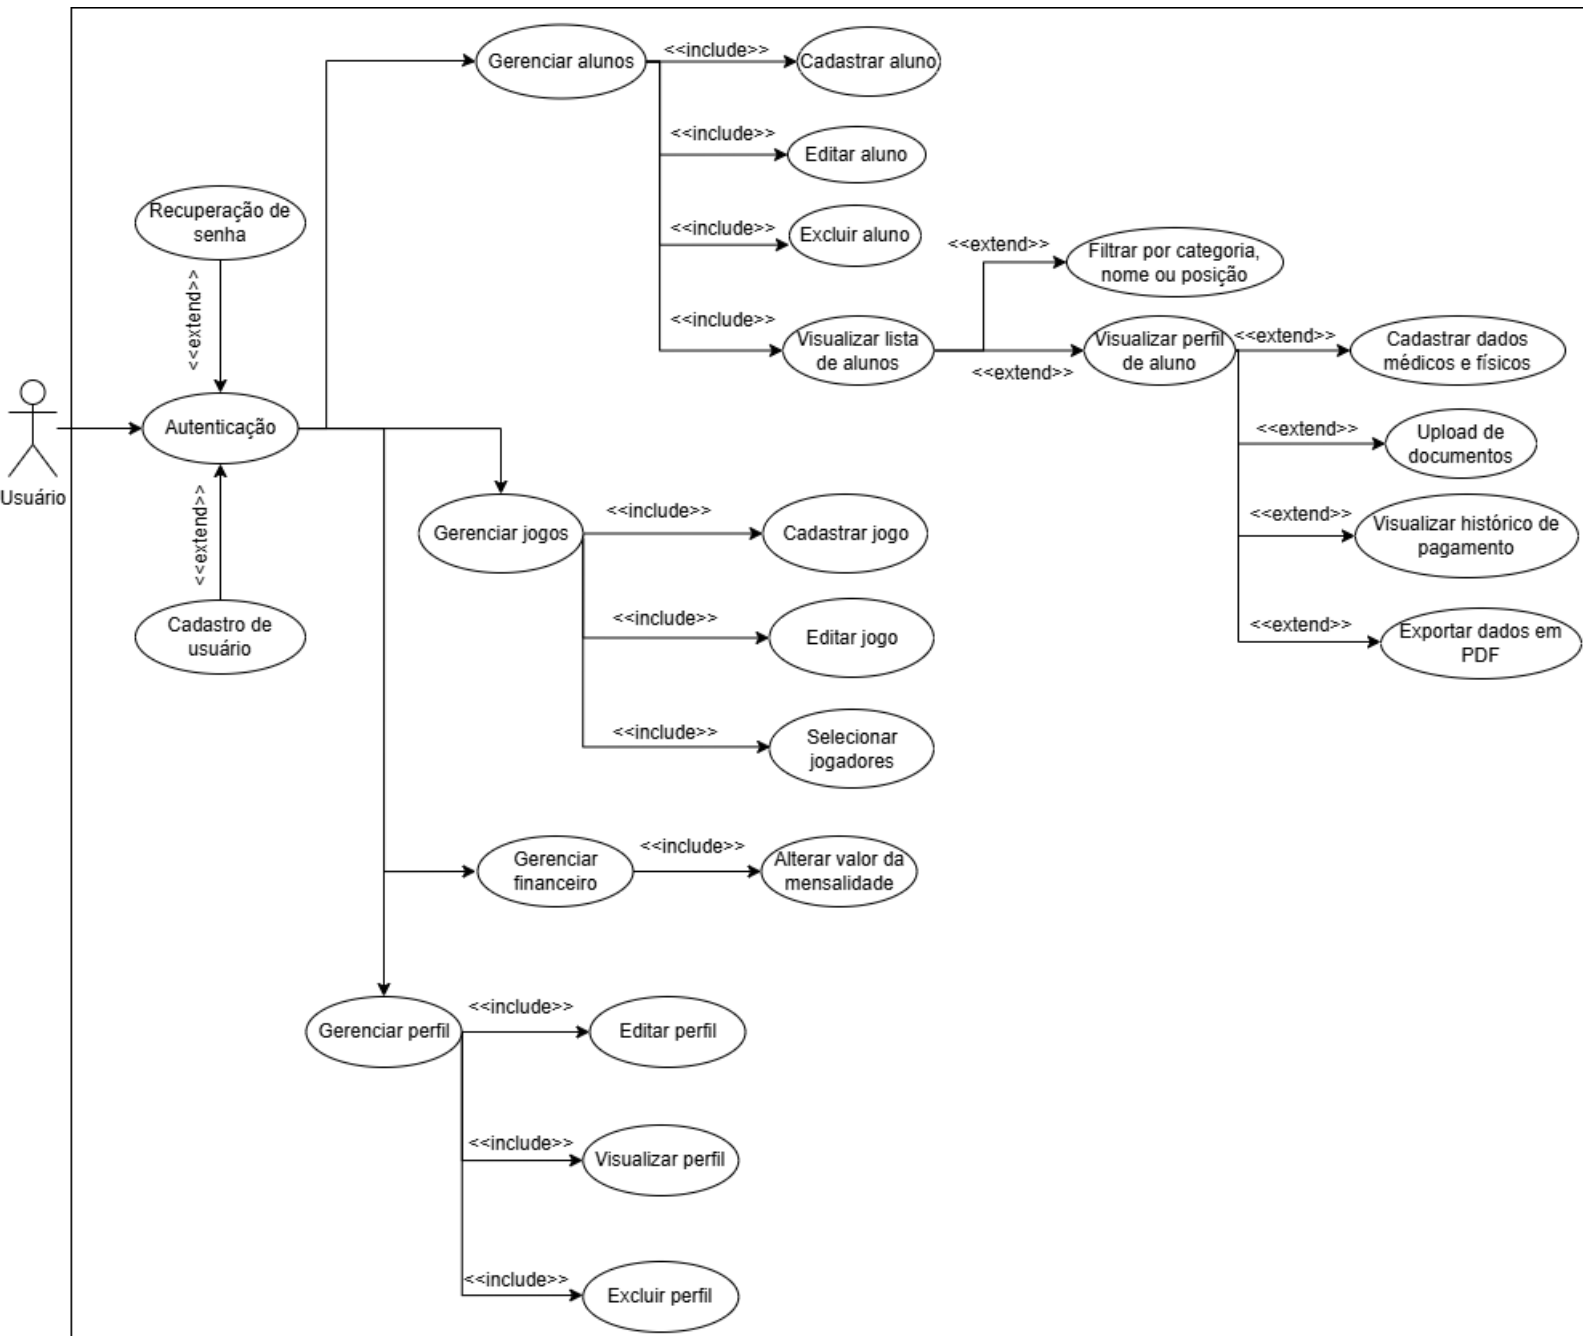 Gerenciar alunos
<<include>>
Cadastrar aluno
<<include>>
Editar aluno
<<include>>
Excluir aluno
<<include>>
Visualizar lista
de alunos
<<extend>>
Filtrar por categoria,
nome ou posição
<<extend>>
Visualizar perfil
de aluno
<<extend>>
Cadastrar dados
médicos e físicos
<<extend>>
Upload de
documentos
<<extend>>
Visualizar histórico de
pagamento
<<extend>>
Exportar dados em
PDF
Recuperação de
senha
<<extend>>
Autenticação
Usuário
<<extend>>
Cadastro de
usuário
Gerenciar jogos
<<include>>
Cadastrar jogo
<<include>>
Editar jogo
<<include>>
Selecionar
jogadores
Gerenciar
financeiro
<<include>>
Alterar valor da
mensalidade
Gerenciar perfil
<<include>>
Editar perfil
<<include>>
Visualizar perfil
<<include>>
Excluir perfil